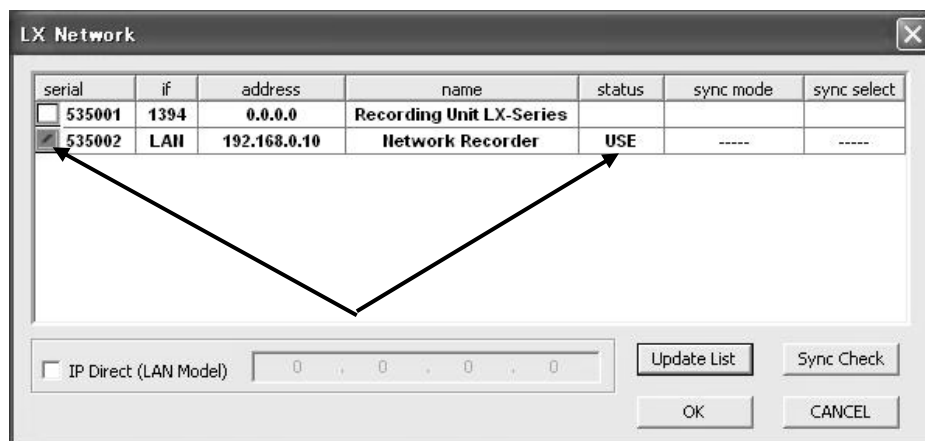 LX Network
serial if address name status sync mode sync select
535001 1394 0.0.0.0 Recording Unit LX-Series
535002 LAN 192.168.0.10 Network Recorder USE ----- -----
IP Direct (LAN Model) 0 . 0 . 0 . 0 Update List Sync Check
OK CANCEL